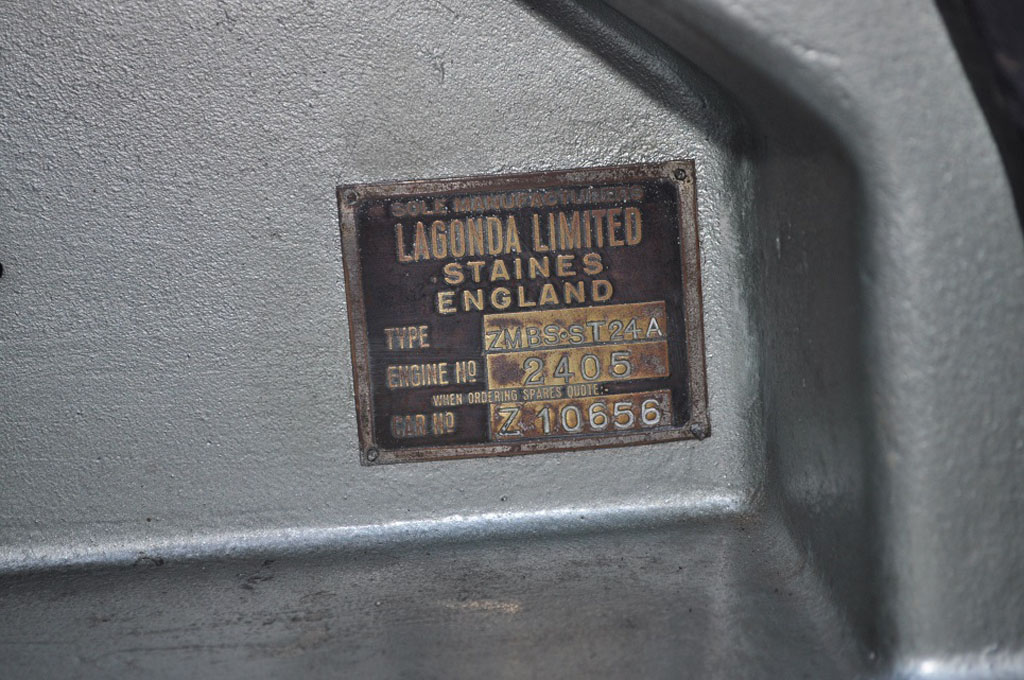 SOLE MANUFACTURERS
LAGONDA LIMITED
STAINES
ENGLAND
TYPE ZMBS·ST24A
ENGINE NO 2405
WHEN ORDERING SPARES QUOTE:
CAR NO Z 10656